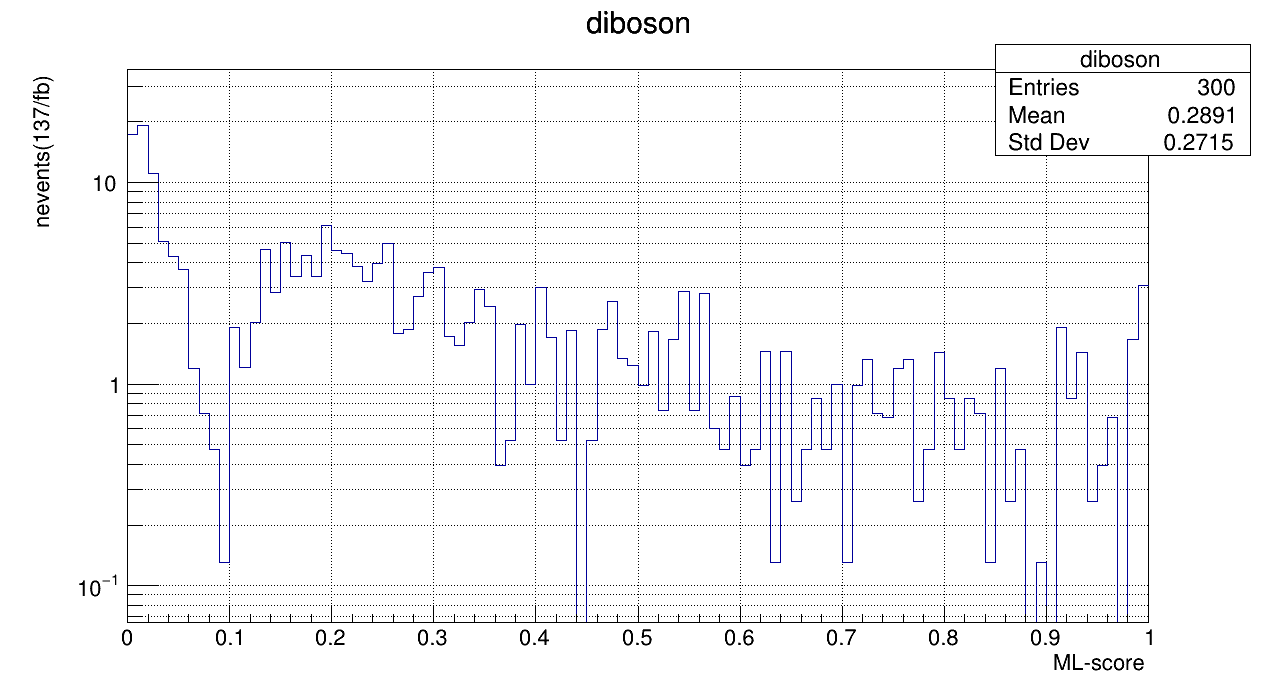 diboson
diboson
Entries 300
Mean 0.2891
Std Dev 0.2715
nevents(137/fb)
10
1
10⁻¹
0 0.1 0.2 0.3 0.4 0.5 0.6 0.7 0.8 0.9 1
ML-score